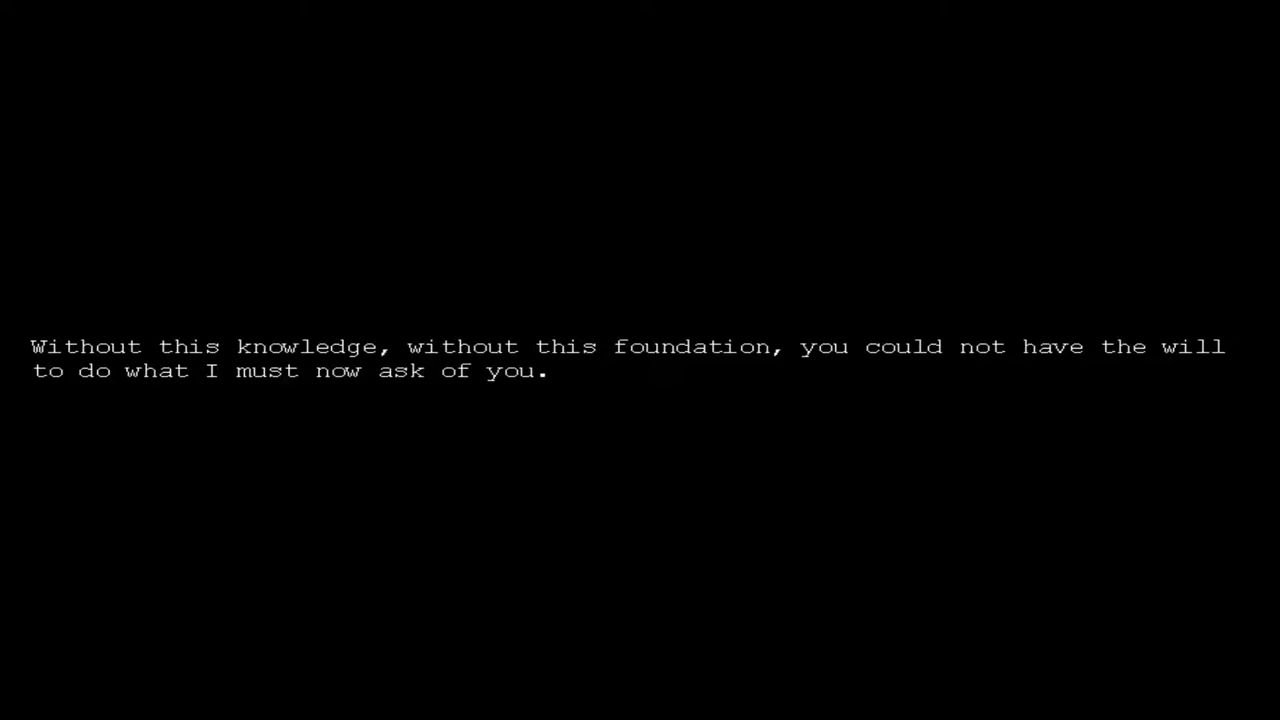 Without this knowledge, without this foundation, you could not have the will
to do what I must now ask of you.